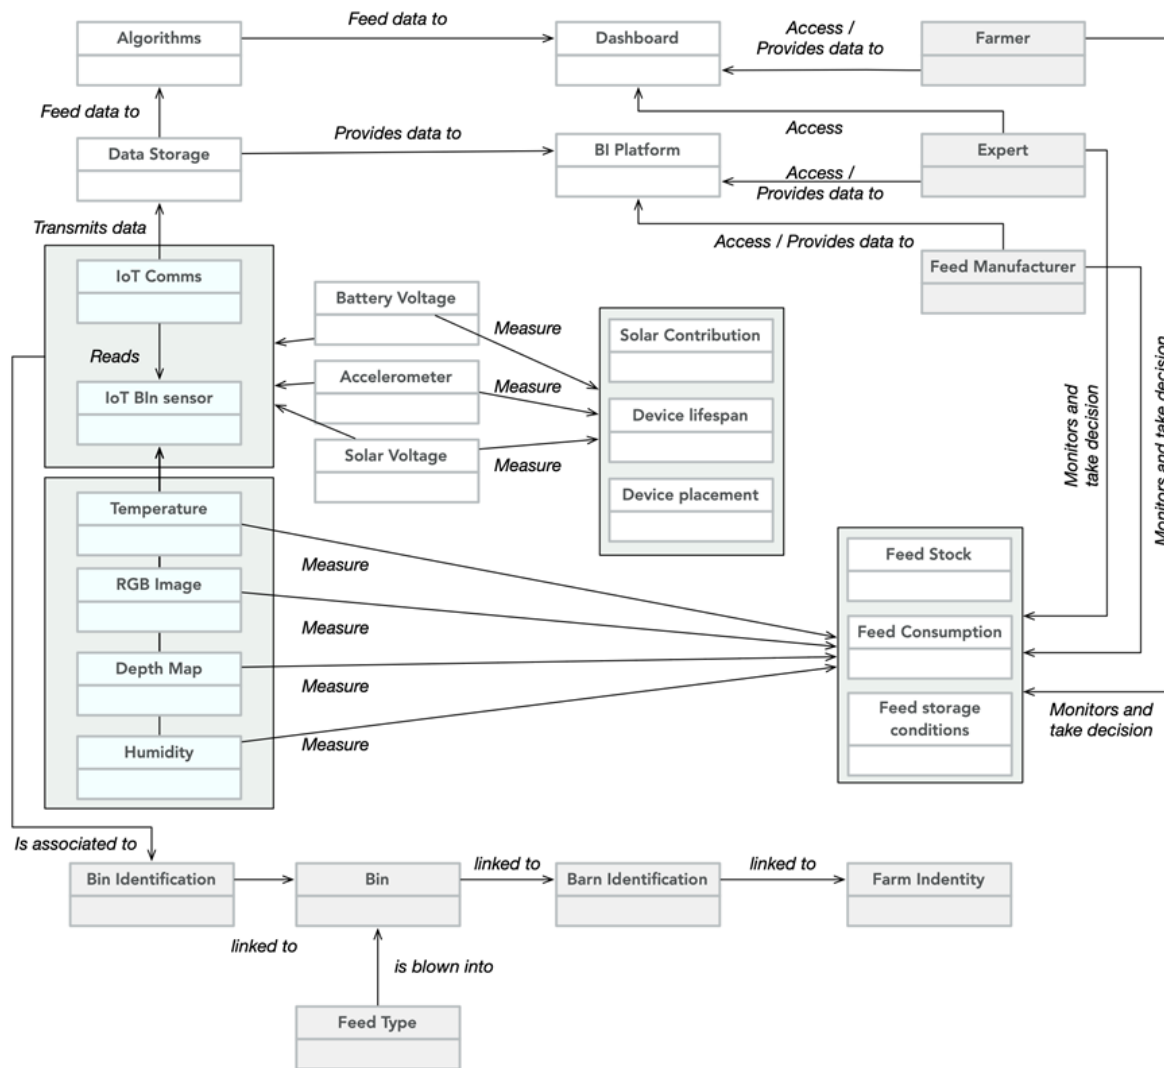 Feed data to
Algorithms
Dashboard
Access /
Provides data to
Farmer
Feed data to
Access
Data Storage
Provides data to
BI Platform
Access /
Provides data to
Expert
Transmits data
Access / Provides data to
Feed Manufacturer
IoT Comms
Battery Voltage
Measure
Solar Contribution
Reads
Accelerometer
Measure
IoT BIn sensor
Device lifespan
Solar Voltage
Measure
Device placement
Monitors and
take decision
Monitors and take decision
Temperature
Measure
RGB Image
Measure
Depth Map
Measure
Humidity
Measure
Feed Stock
Feed Consumption
Feed storage
conditions
Monitors and
take decision
Is associated to
Bin Identification
linked to
Bin
linked to
Barn Identification
linked to
Farm Indentity
is blown into
Feed Type